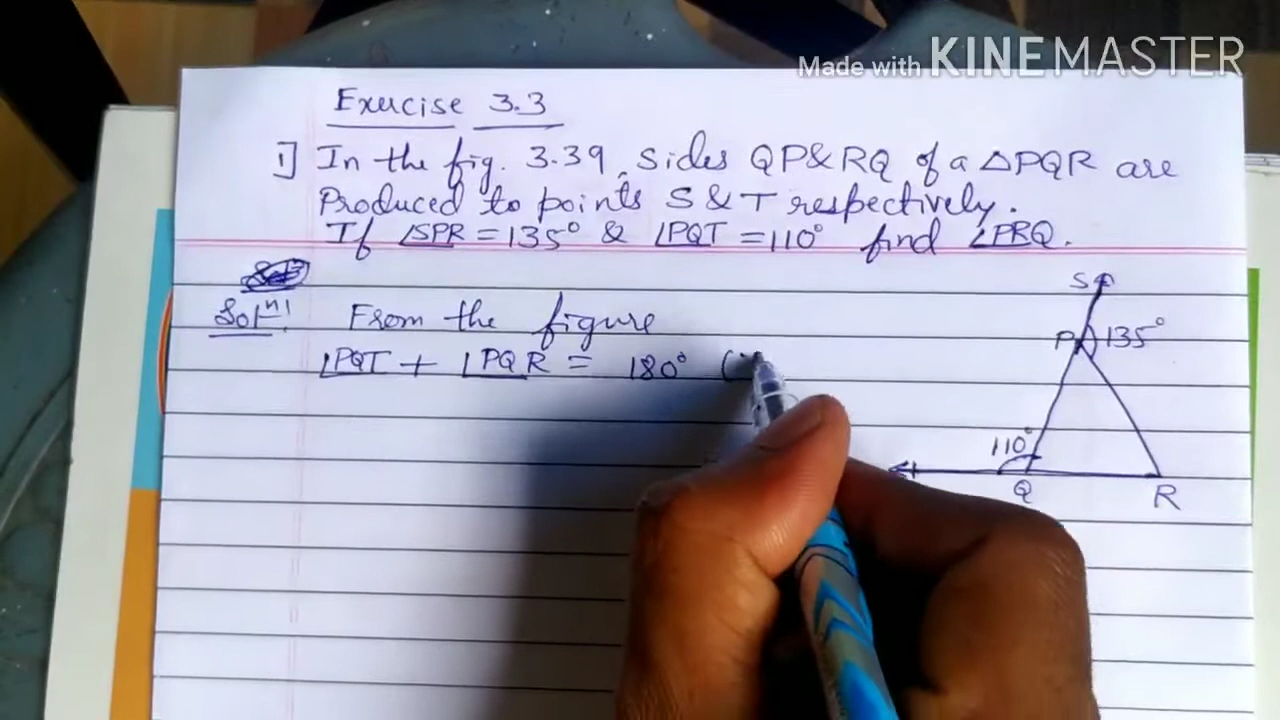 Made with KINEMASTER
Exercise 3.3
1] In the fig. 3.39, Sides QP & RQ of a △PQR are
Produced to points S & T respectively.
If ∠SPR = 135° & ∠PQT = 110° find ∠PRQ.
Solⁿ! From the figure
∠PQT + ∠PQR = 180° (
S
P 135°
110°
Q R